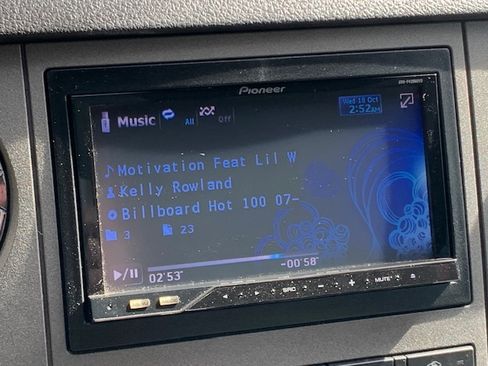 Pioneer
Music
All
Off
Wed 18 Oct
2:52AM
Motivation Feat Lil W
Kelly Rowland
Billboard Hot 100 07-
3
23
02'53"
-00'58"
SRC
MUTE